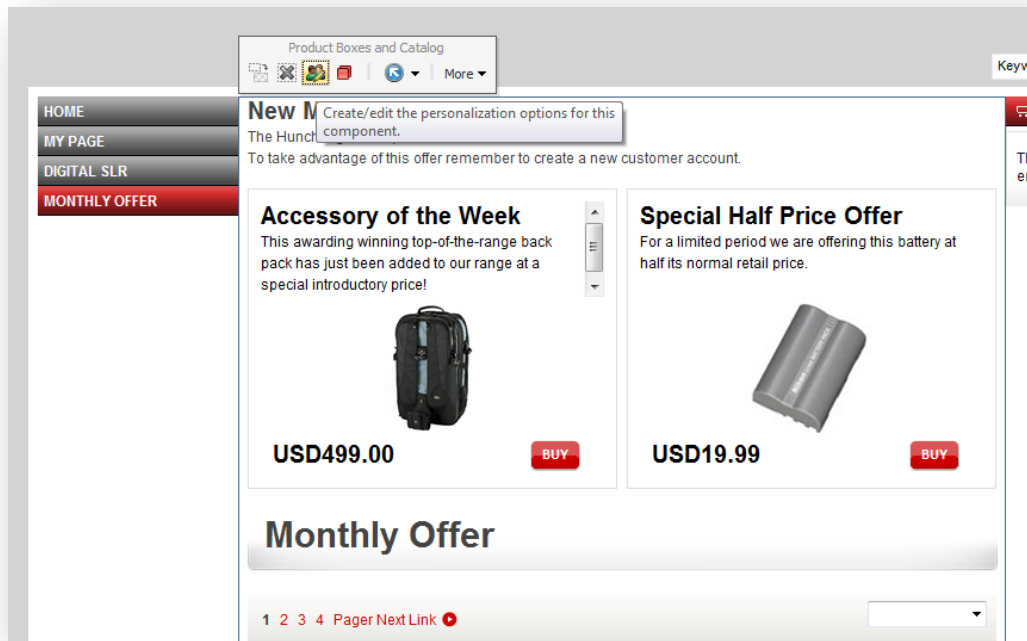 Product Boxes and Catalog
More
Keyw
HOME
MY PAGE
DIGITAL SLR
MONTHLY OFFER
New M
Create/edit the personalization options for this
component.
The Hunch
To take advantage of this offer remember to create a new customer account.
Accessory of the Week
This awarding winning top-of-the-range back
pack has just been added to our range at a
special introductory price!
USD499.00
BUY
Special Half Price Offer
For a limited period we are offering this battery at
half its normal retail price.
Nikon
USD19.99
BUY
Monthly Offer
1 2 3 4 Pager Next Link